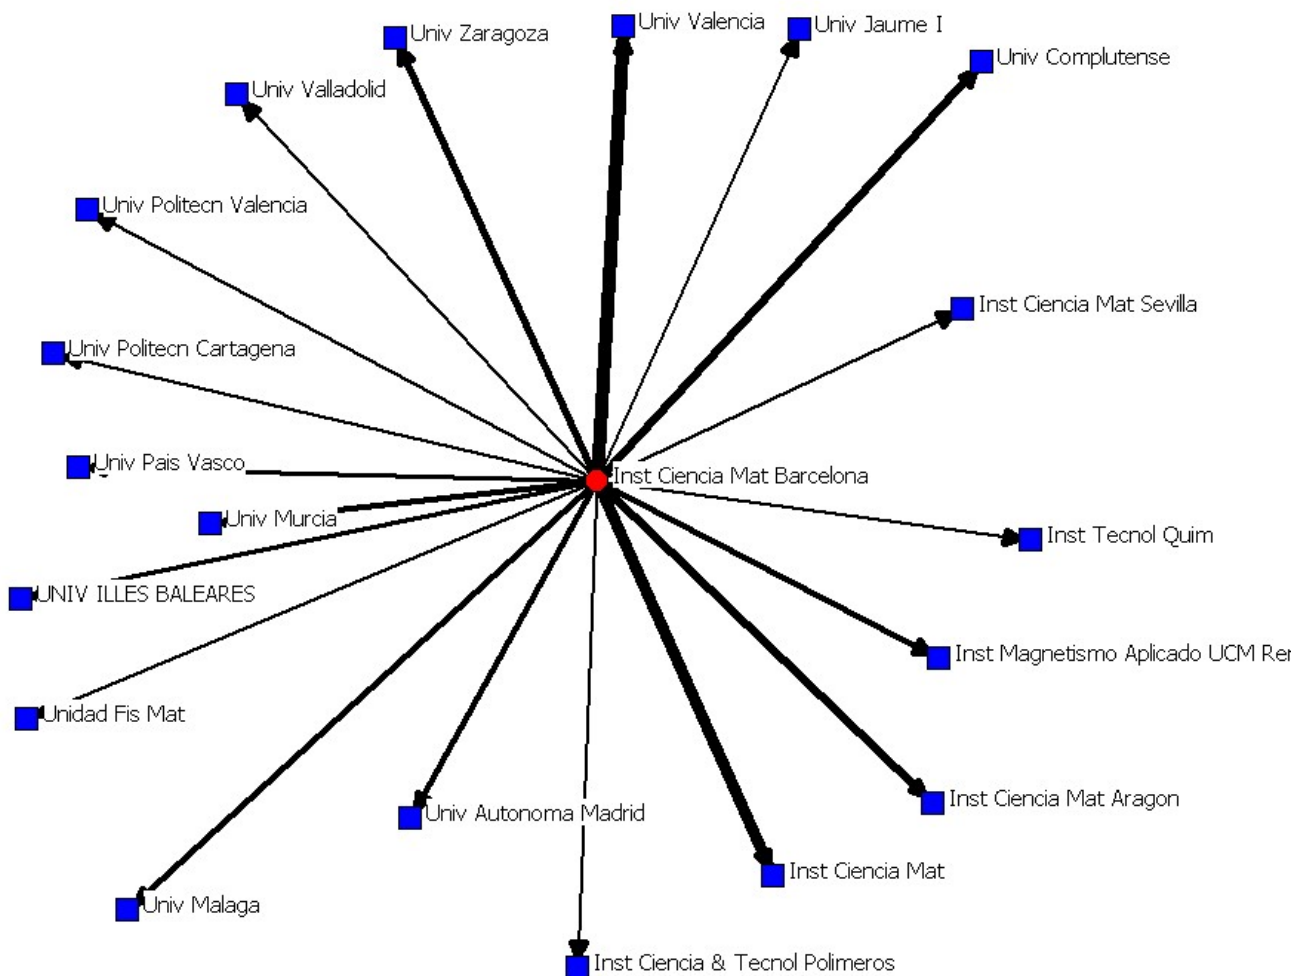 Univ Valencia
Univ Jaume I
Univ Zaragoza
Univ Complutense
Univ Valladolid
Univ Politecn Valencia
Inst Ciencia Mat Sevilla
Univ Politecn Cartagena
Univ Pais Vasco
Inst Ciencia Mat Barcelona
Univ Murcia
Inst Tecnol Quim
UNIV ILLES BALEARES
Inst Magnetismo Aplicado UCM Rer
Unidad Fis Mat
Inst Ciencia Mat Aragon
Univ Autonoma Madrid
Inst Ciencia Mat
Univ Malaga
Inst Ciencia & Tecnol Polimeros